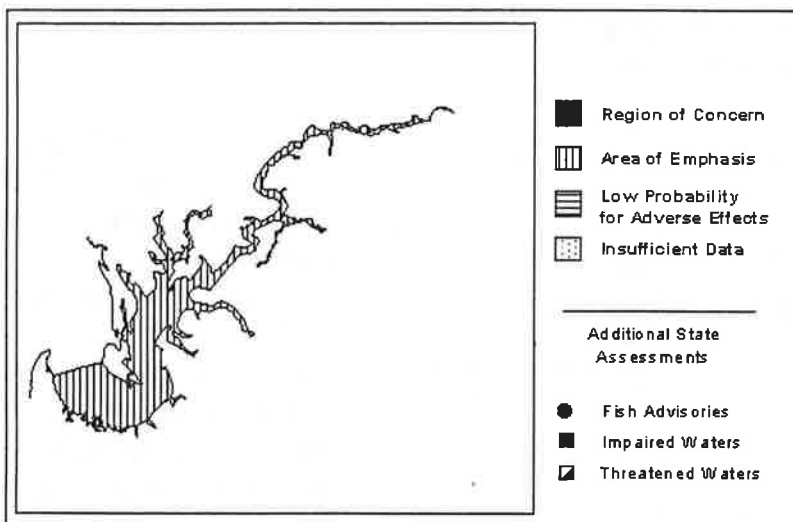 Region of Concern
Area of Emphasis
Low Probability
for Adverse Effects
Insufficient Data
Additional State
Assessments
Fish Advisories
Impaired Waters
Threatened Waters